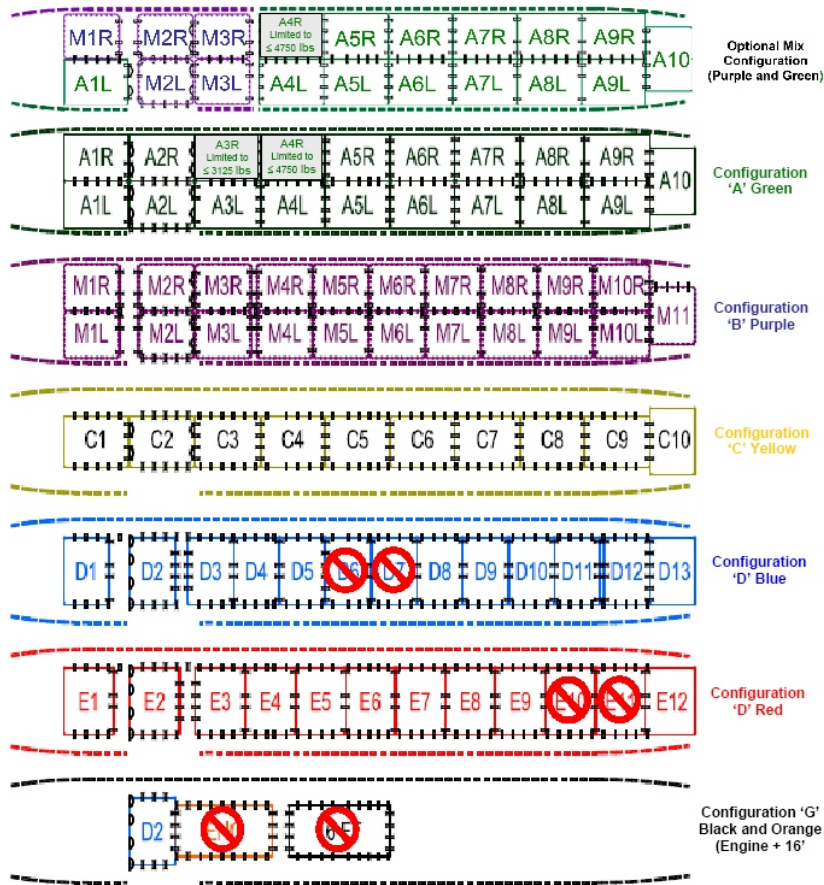 M1R M2R M3R A4R Limited to ≤ 4750 lbs A5R A6R A7R A8R A9R
A10
A1L M2L M3L A4L A5L A6L A7L A8L A9L
Optional Mix
Configuration
(Purple and Green)
A1R A2R A3R Limited to ≤ 3125 lbs A4R Limited to ≤ 4750 lbs A5R A6R A7R A8R A9R
A10
A1L A2L A3L A4L A5L A6L A7L A8L A9L
Configuration
'A' Green
M1R M2R M3R M4R M5R M6R M7R M8R M9R M10R
M11
M1L M2L M3L M4L M5L M6L M7L M8L M9L M10L
Configuration
'B' Purple
C1 C2 C3 C4 C5 C6 C7 C8 C9 C10
Configuration
'C' Yellow
D1 D2 D3 D4 D5 D6 D7 D8 D9 D10 D11 D12 D13
Configuration
'D' Blue
E1 E2 E3 E4 E5 E6 E7 E8 E9 E10 E11 E12
Configuration
'D' Red
D2
Configuration 'G'
Black and Orange
(Engine + 16'